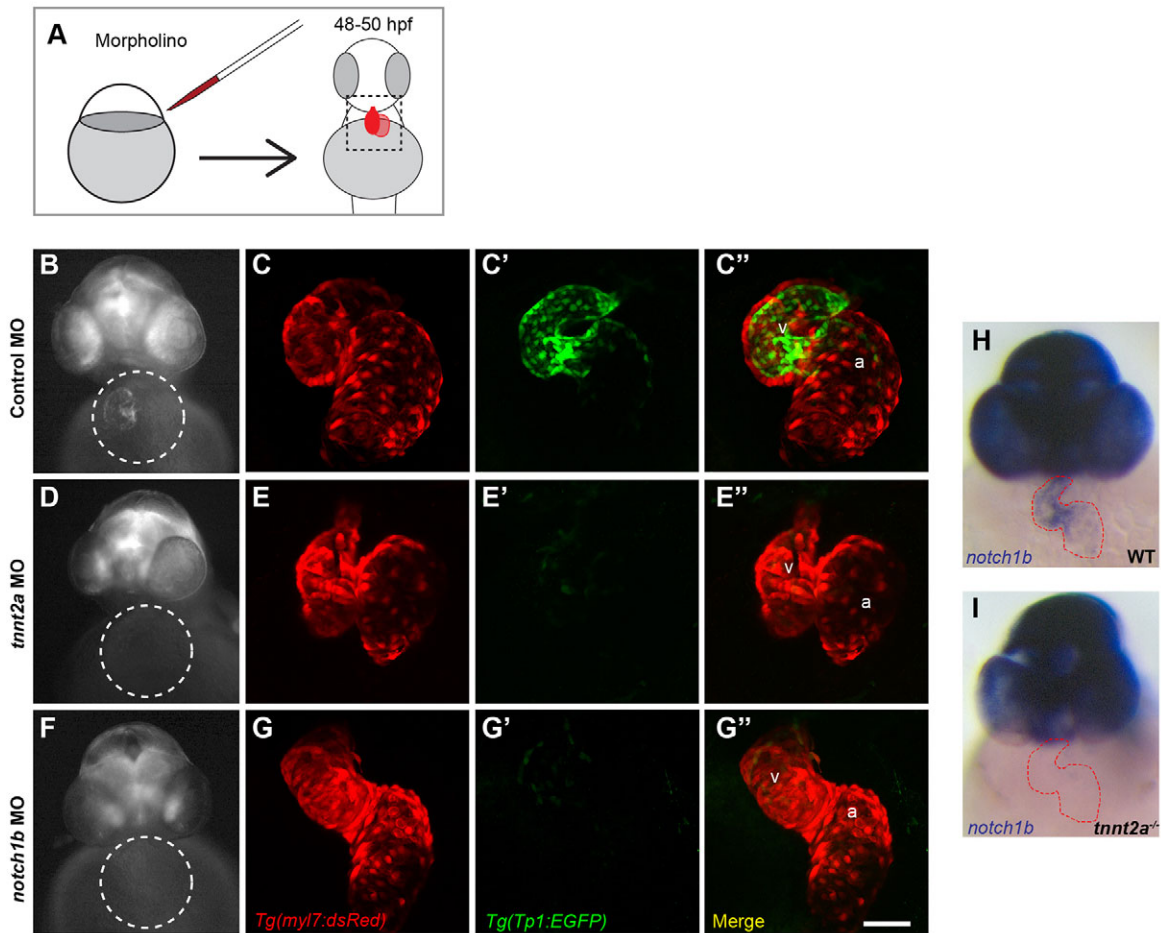 A
Morpholino
48-50 hpf
Control MO
B
C
C'
C"
v
a
tnnt2a MO
D
E
E'
E"
v
a
notch1b MO
F
G
G'
G"
v
a
Tg(myl7:dsRed)
Tg(Tp1:EGFP)
Merge
H
notch1b
WT
I
notch1b
tnnt2a-/-